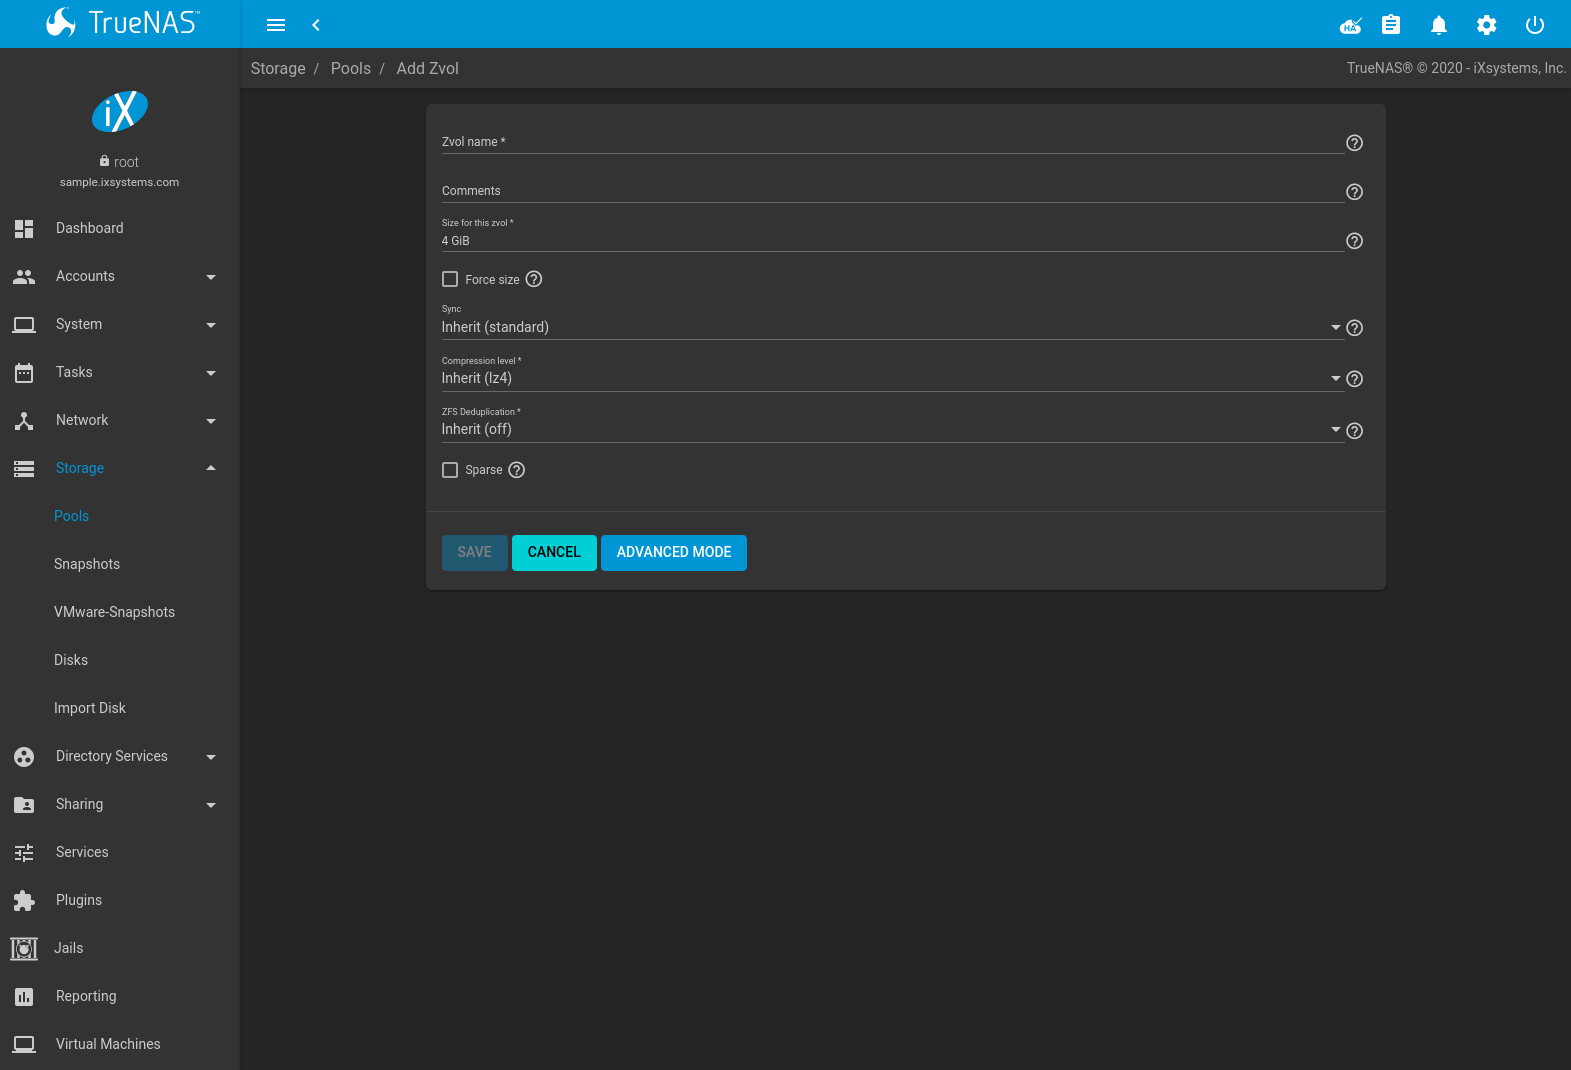 TrueNAS™
HA
Storage / Pools / Add Zvol
TrueNAS® © 2020 - iXsystems, Inc.
iX
root
sample.ixsystems.com
Dashboard
Accounts
System
Tasks
Network
Storage
Pools
Snapshots
VMware-Snapshots
Disks
Import Disk
Directory Services
Sharing
Services
Plugins
Jails
Reporting
Virtual Machines
Zvol name *
Comments
Size for this zvol *
4 GiB
Force size
Sync
Inherit (standard)
Compression level *
Inherit (lz4)
ZFS Deduplication *
Inherit (off)
Sparse
SAVE CANCEL ADVANCED MODE